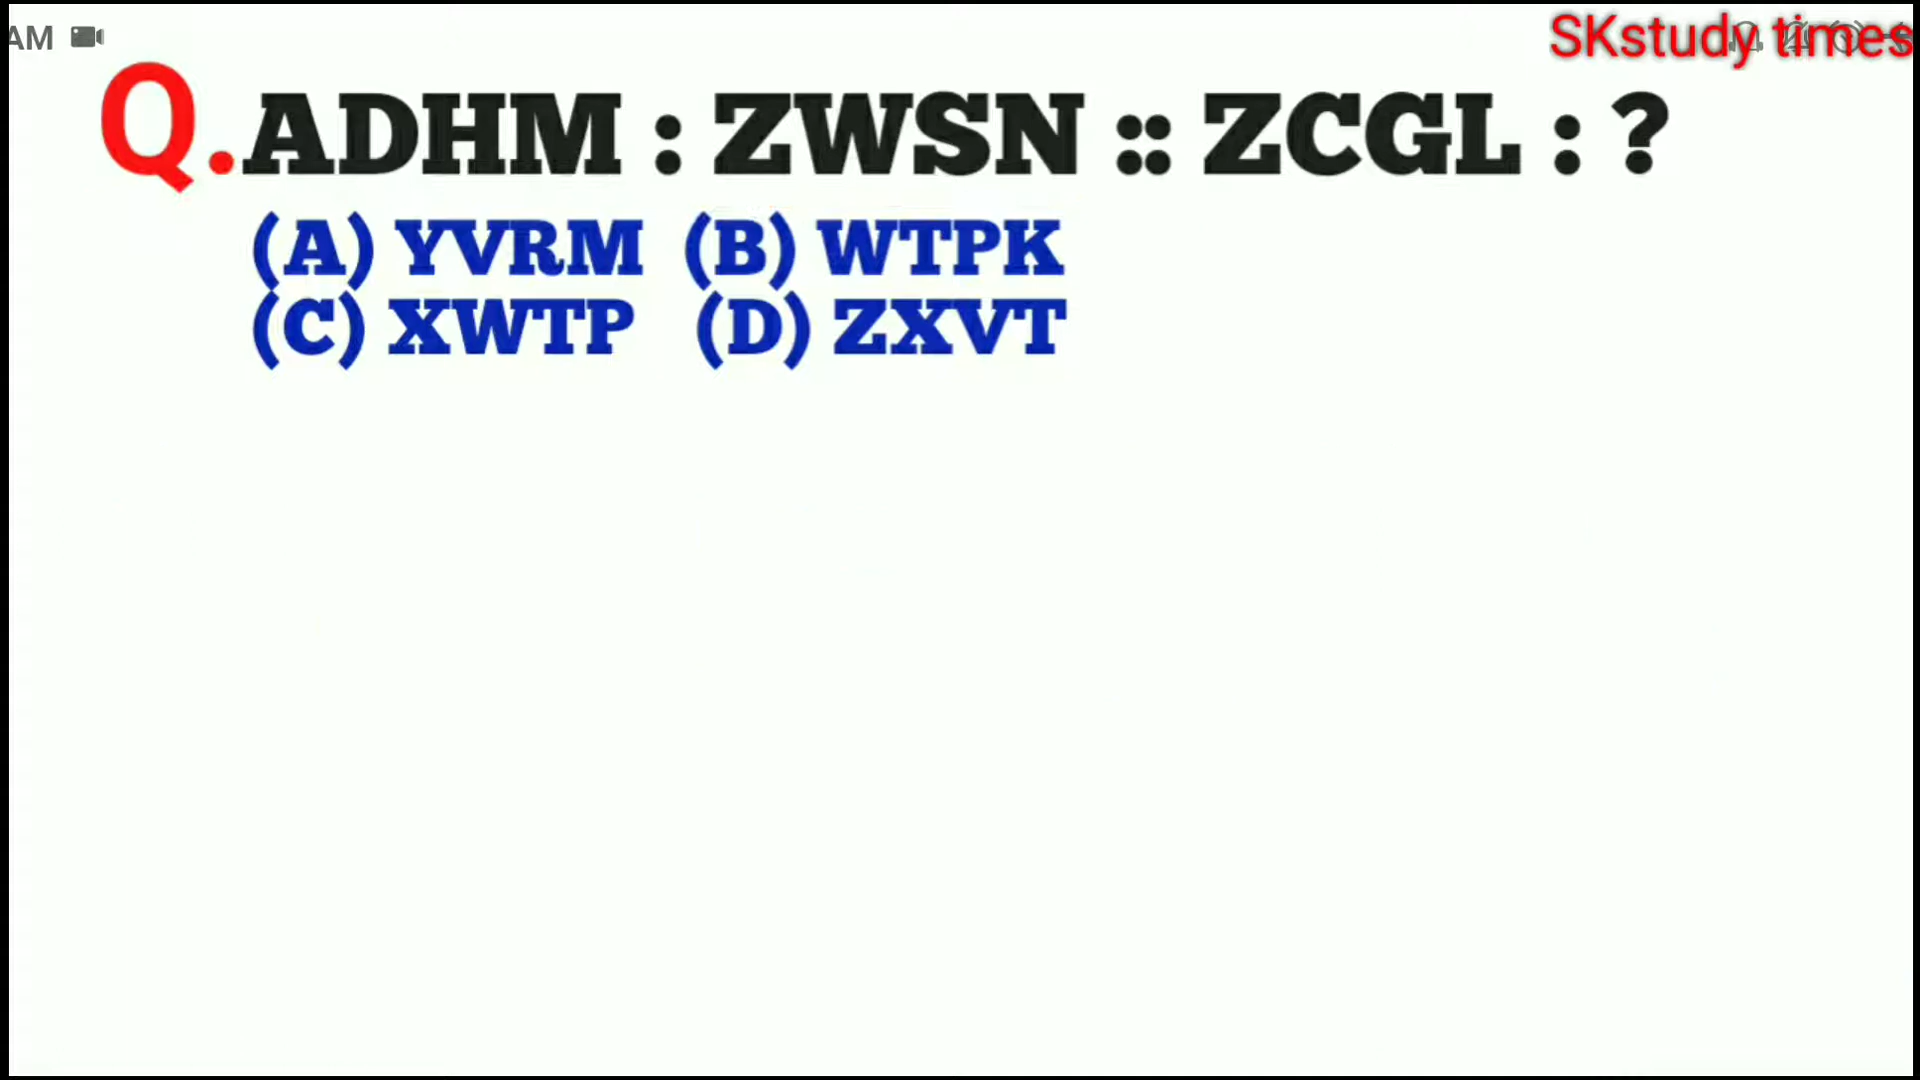 AM
SKstudy times
Q.ADHM : ZWSN :: ZCGL : ?
(A) YVRM (B) WTPK
(C) XWTP (D) ZXVT